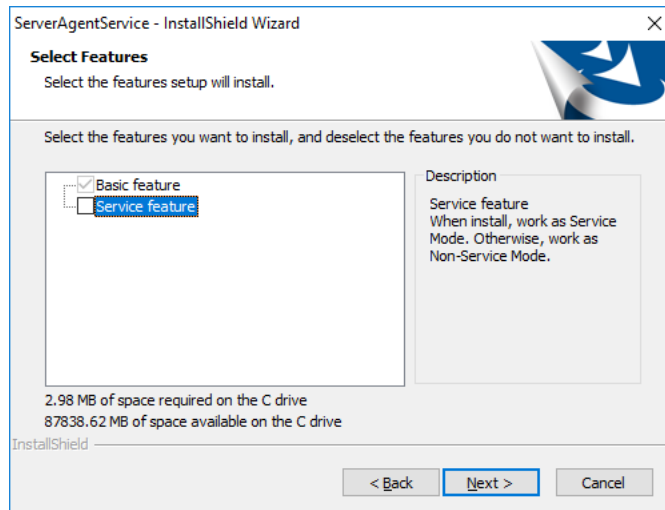 ServerAgentService - InstallShield Wizard
Select Features
Select the features setup will install.
Select the features you want to install, and deselect the features you do not want to install.
Basic feature
Service feature
Description
Service feature
When install, work as Service
Mode. Otherwise, work as
Non-Service Mode.
2.98 MB of space required on the C drive
87838.62 MB of space available on the C drive
InstallShield
< Back
Next >
Cancel